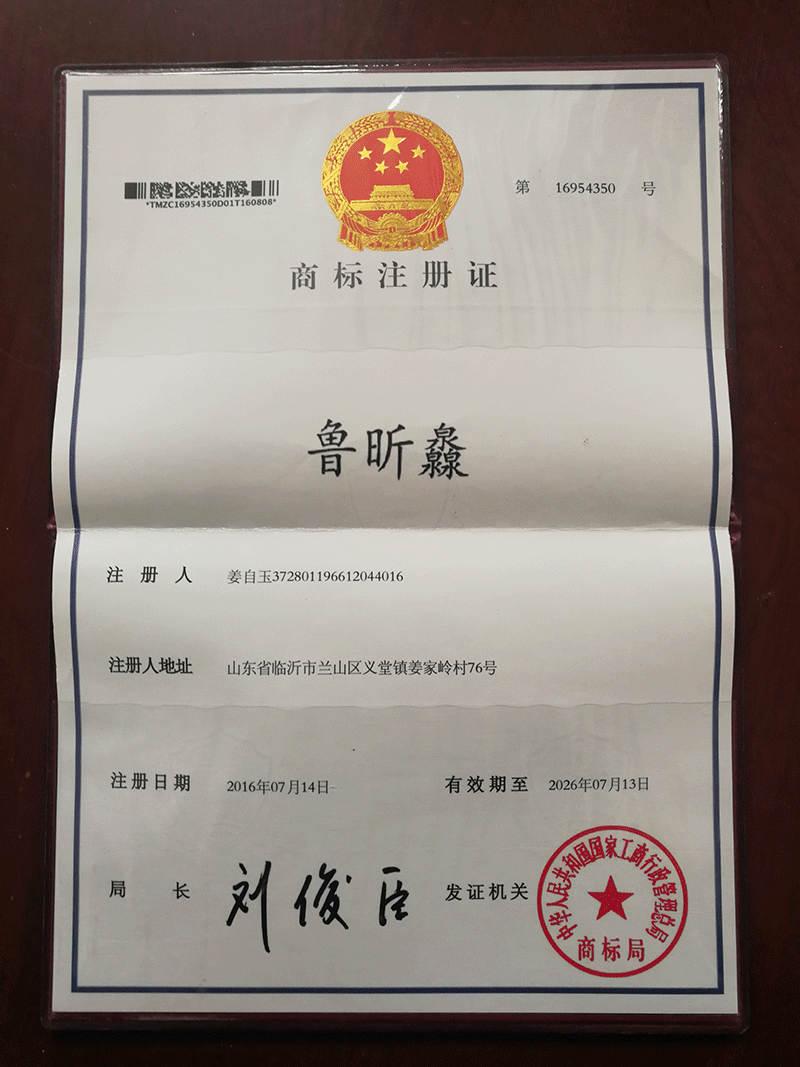 *TMZC16954350D01T160808*
第 16954350 号
商标注册证
鲁昕灥
注 册 人 姜自玉372801196612044016
注册人地址 山东省临沂市兰山区义堂镇姜家岭村76号
注册日期 2016年07月14日 有效期至 2026年07月13日
局 长 刘俊臣 发证机关
中华人民共和国国家工商行政管理总局
商标局